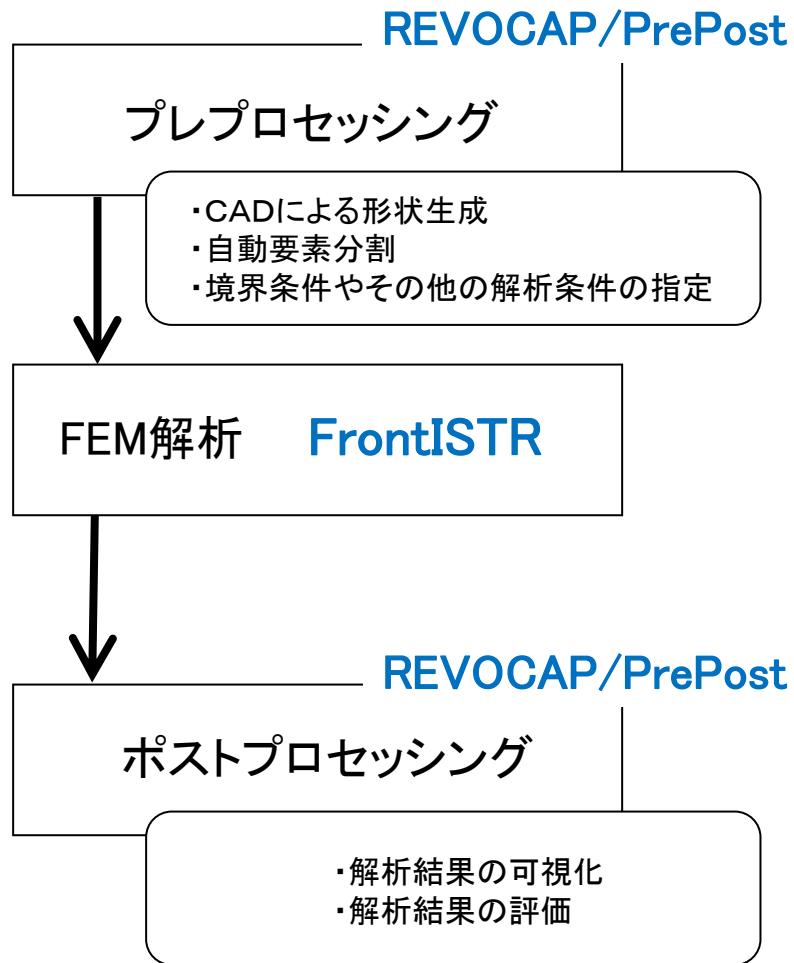 REVOCAP/PrePost
プレプロセッシング
・CADによる形状生成
・自動要素分割
・境界条件やその他の解析条件の指定
FEM解析 FrontISTR
REVOCAP/PrePost
ポストプロセッシング
・解析結果の可視化
・解析結果の評価